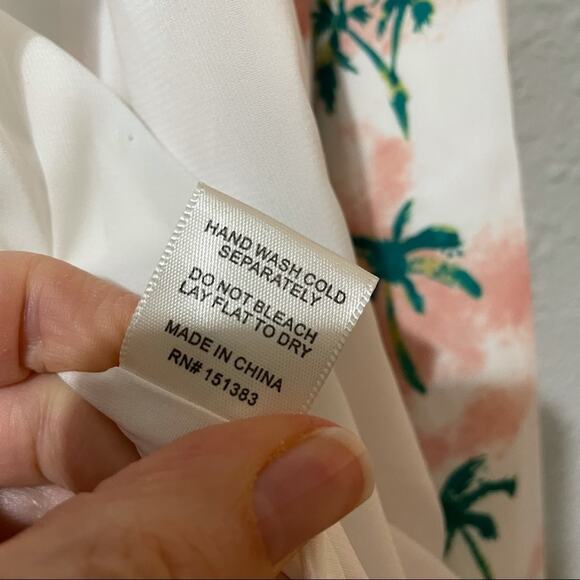 HAND WASH COLD
SEPARATELY
DO NOT BLEACH
LAY FLAT TO DRY
MADE IN CHINA
RN# 151383